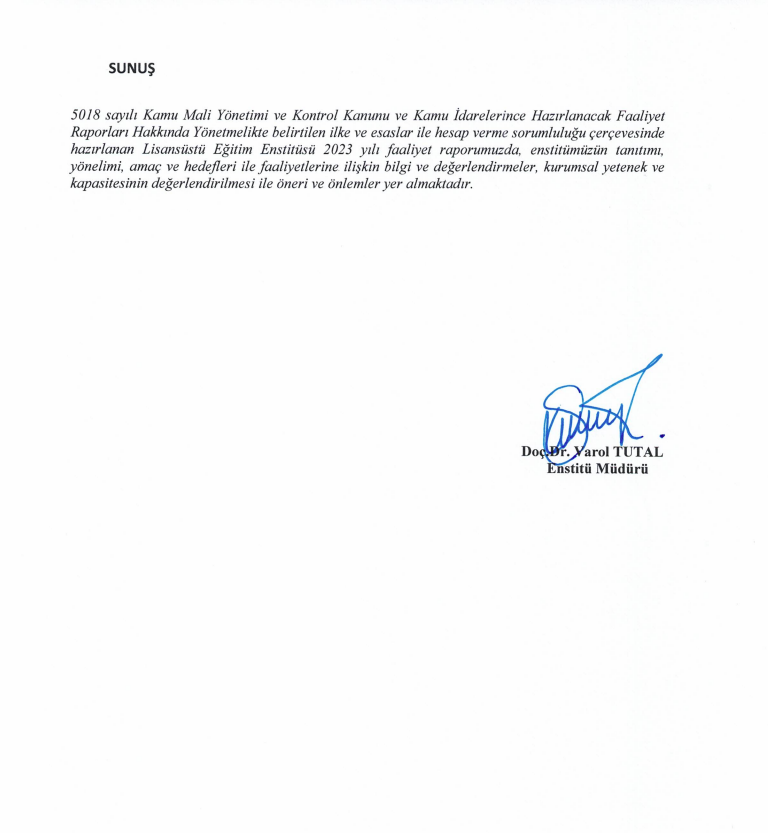 SUNUŞ
5018 sayılı Kamu Mali Yönetimi ve Kontrol Kanunu ve Kamu İdarelerince Hazırlanacak Faaliyet
Raporları Hakkında Yönetmelikte belirtilen ilke ve esaslar ile hesap verme sorumluluğu çerçevesinde
hazırlanan Lisansüstü Eğitim Enstitüsü 2023 yılı faaliyet raporumuzda, enstitümüzün tanıtımı,
yönelimi, amaç ve hedefleri ile faaliyetlerine ilişkin bilgi ve değerlendirmeler, kurumsal yetenek ve
kapasitesinin değerlendirilmesi ile öneri ve önlemler yer almaktadır.
Doç.Dr. Varol TUTAL
Enstitü Müdürü